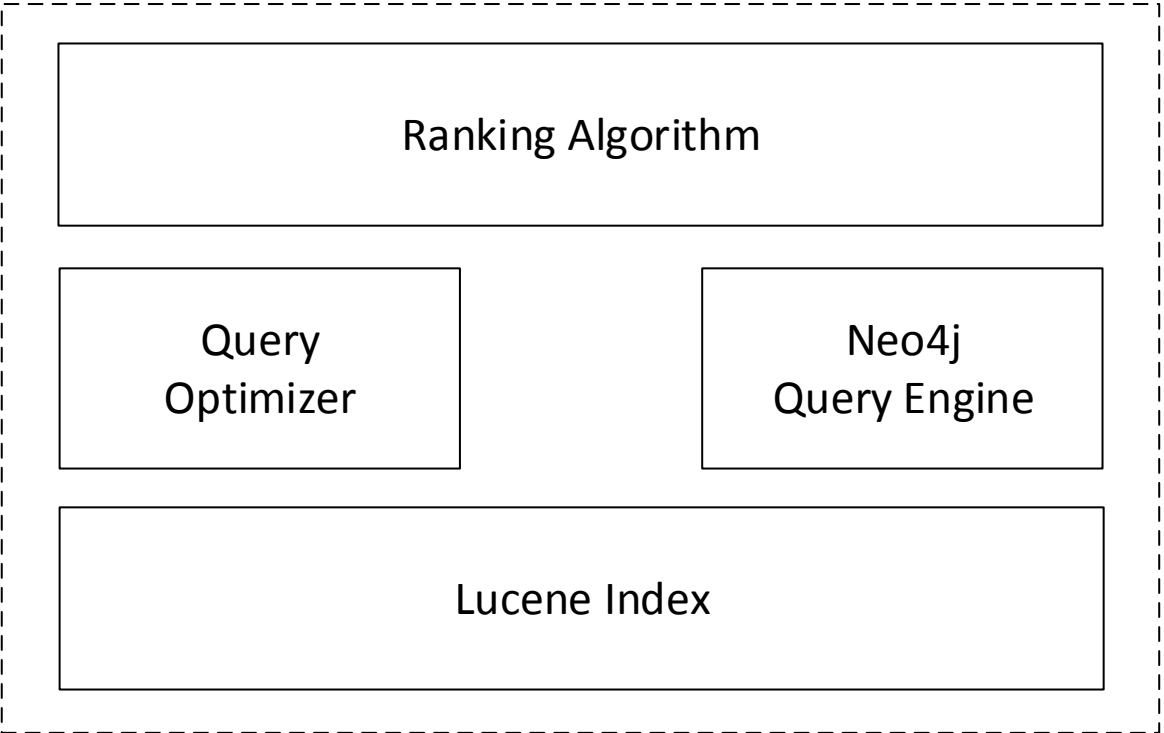 Ranking Algorithm
Query
Optimizer
Neo4j
Query Engine
Lucene Index